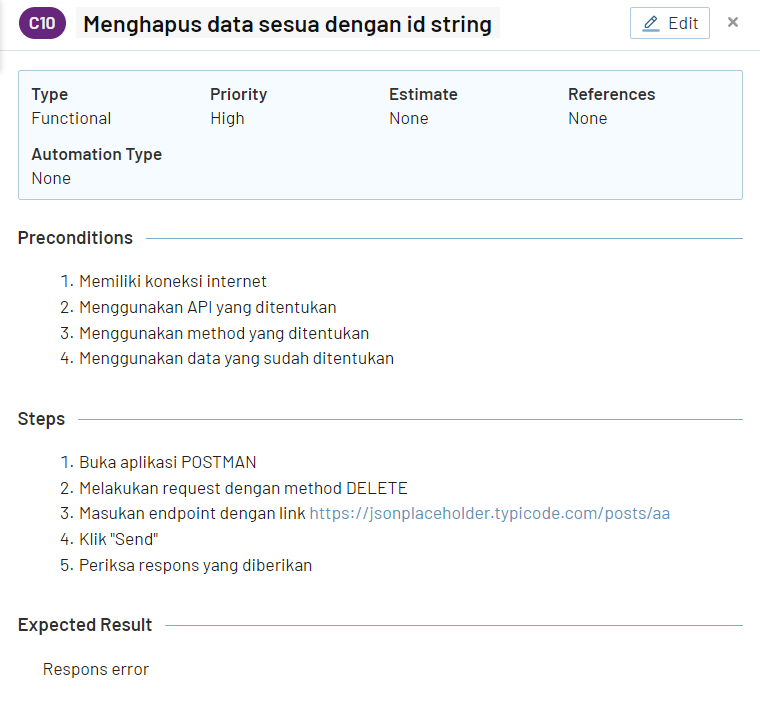 C10 Menghapus data sesua dengan id string Edit ×
Type Priority Estimate References
Functional High None None
Automation Type
None
Preconditions
1. Memiliki koneksi internet
2. Menggunakan API yang ditentukan
3. Menggunakan method yang ditentukan
4. Menggunakan data yang sudah ditentukan
Steps
1. Buka aplikasi POSTMAN
2. Melakukan request dengan method DELETE
3. Masukan endpoint dengan link https://jsonplaceholder.typicode.com/posts/aa
4. Klik "Send"
5. Periksa respons yang diberikan
Expected Result
Respons error